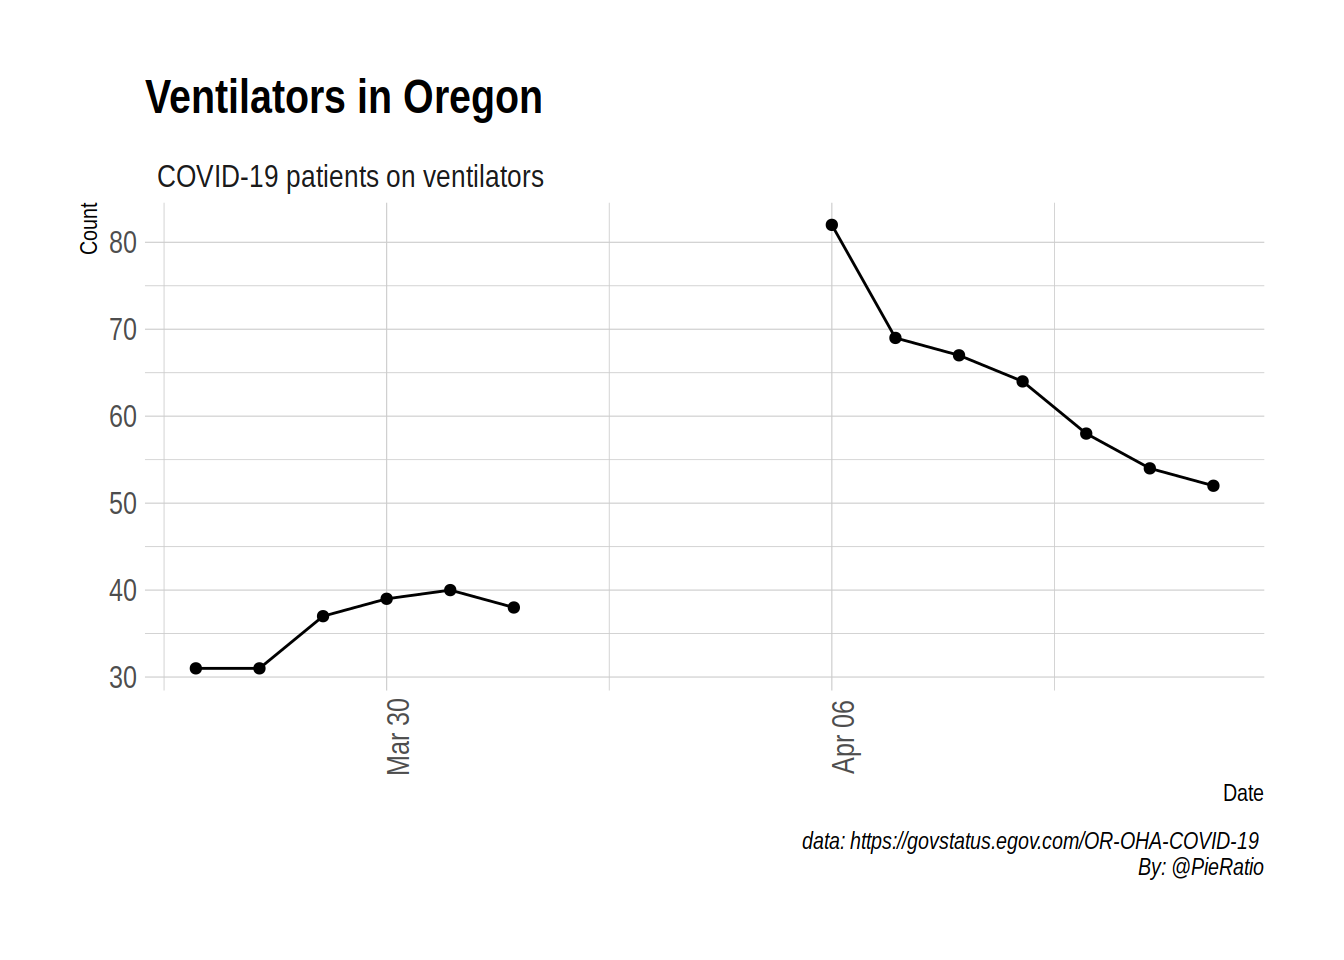 Ventilators in Oregon
COVID-19 patients on ventilators
Count
80
70
60
50
40
30
Mar 30
Apr 06
Date
data: https://govstatus.egov.com/OR-OHA-COVID-19
By: @PieRatio